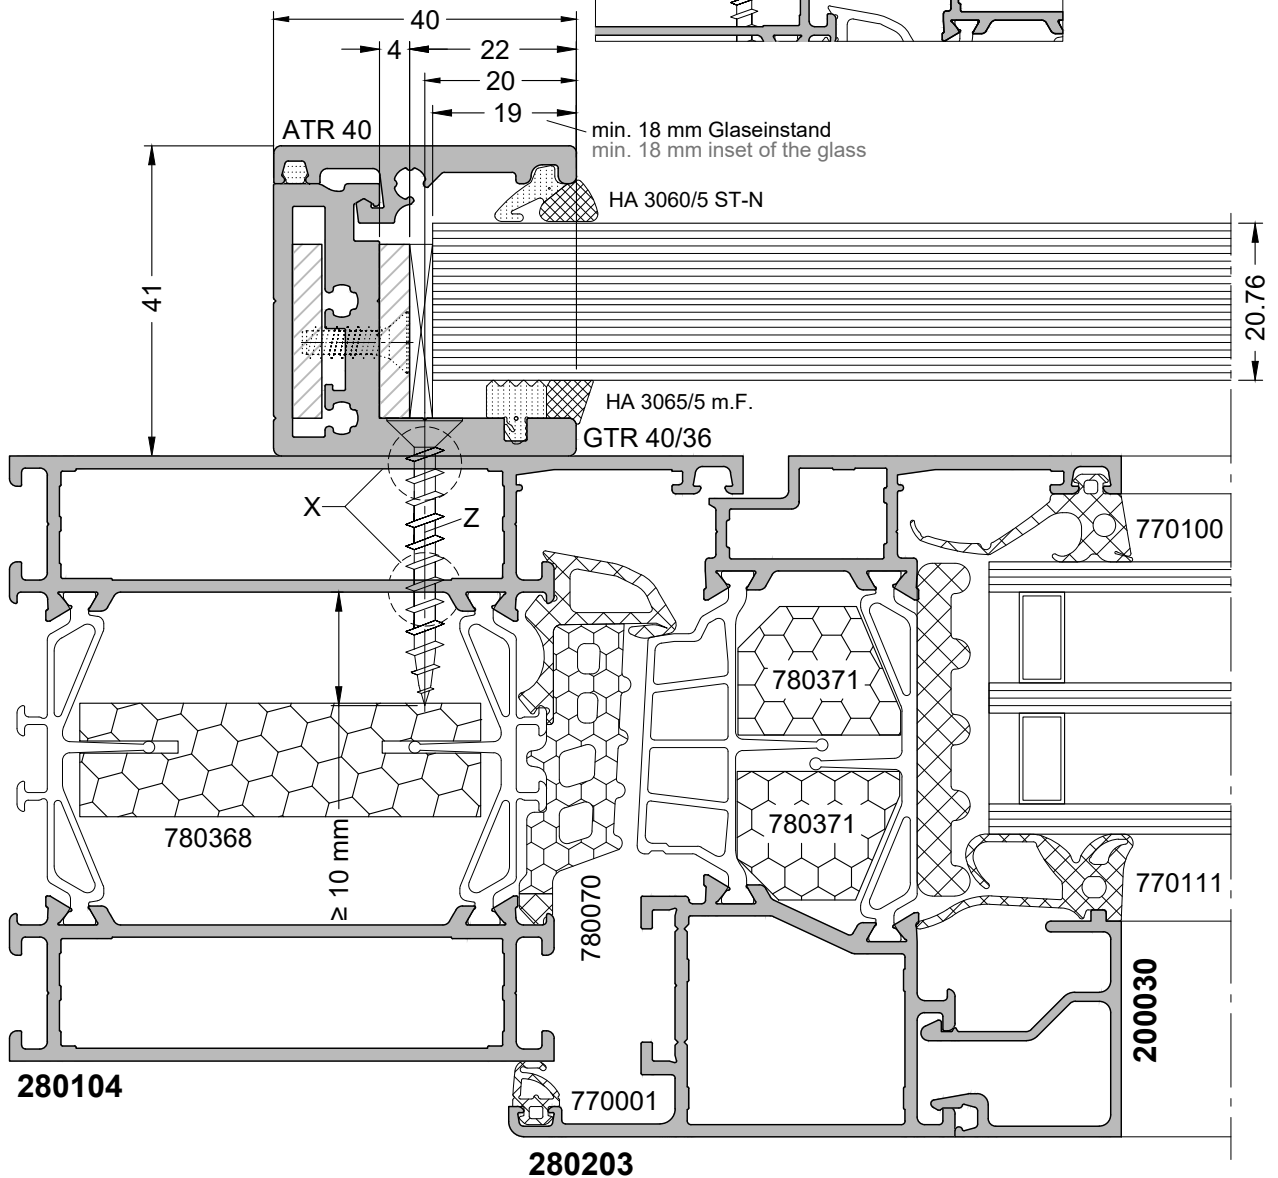 40
4
22
20
19
ATR 40
min. 18 mm Glaseinstand
min. 18 mm inset of the glass
HA 3060/5 ST-N
41
20.76
HA 3065/5 m.F.
GTR 40/36
X
Z
770100
780371
780371
780368
≥ 10 mm
780070
770111
200030
280104
770001
280203